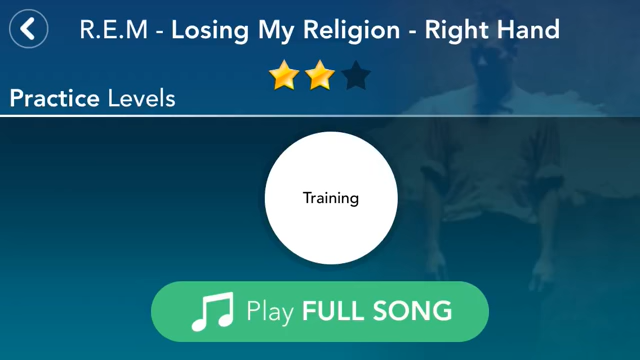 R.E.M - Losing My Religion - Right Hand
Practice Levels
Training
Play FULL SONG